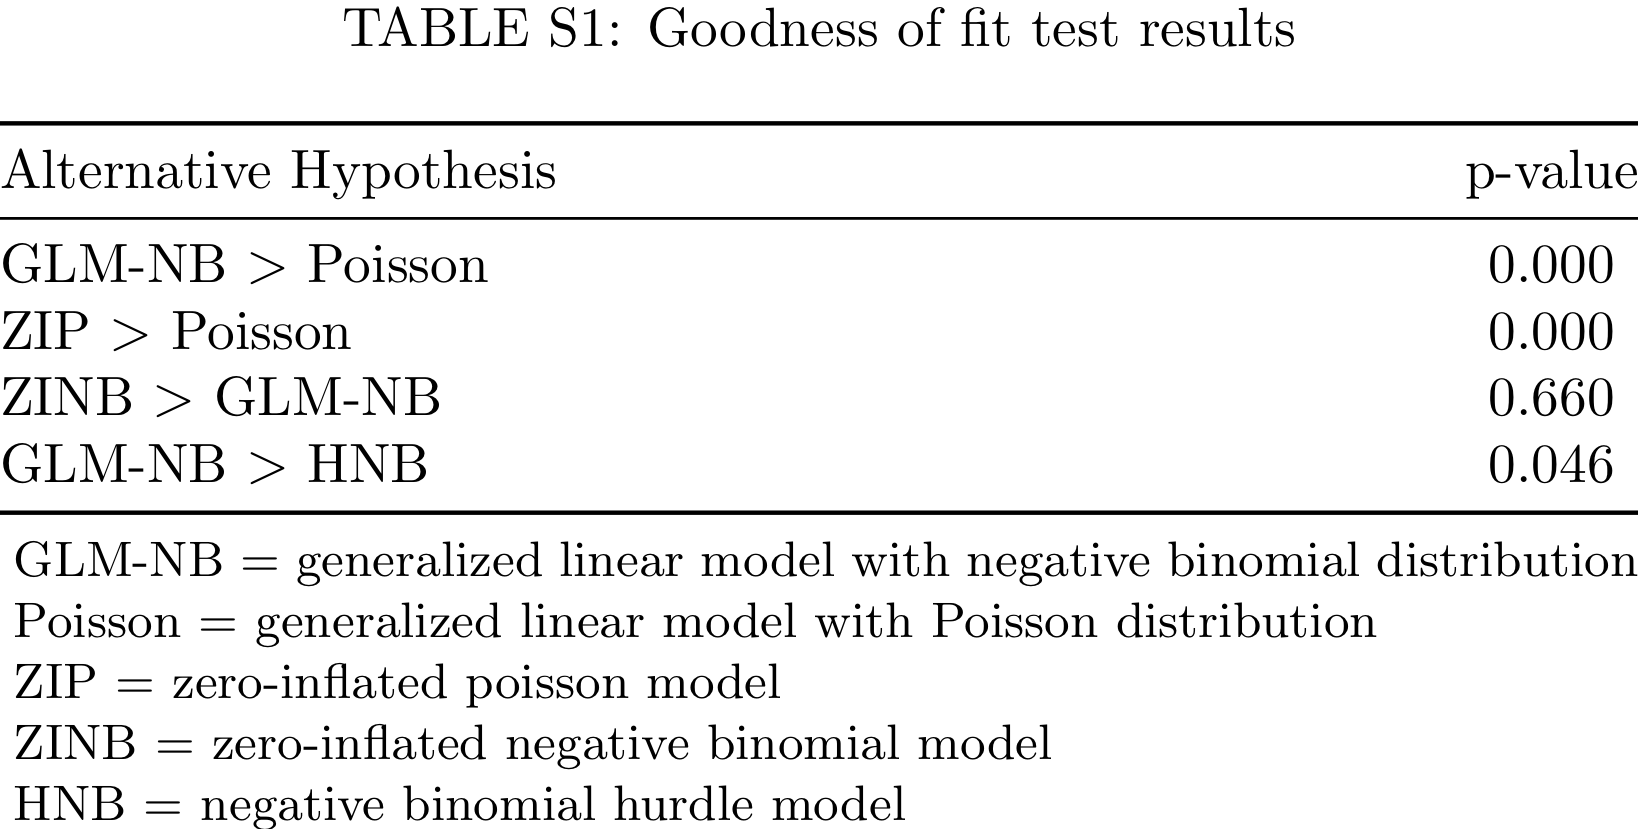 TABLE S1: Goodness of fit test results
Alternative Hypothesis p-value
GLM-NB > Poisson 0.000
ZIP > Poisson 0.000
ZINB > GLM-NB 0.660
GLM-NB > HNB 0.046
GLM-NB = generalized linear model with negative binomial distribution
Poisson = generalized linear model with Poisson distribution
ZIP = zero-inflated poisson model
ZINB = zero-inflated negative binomial model
HNB = negative binomial hurdle model